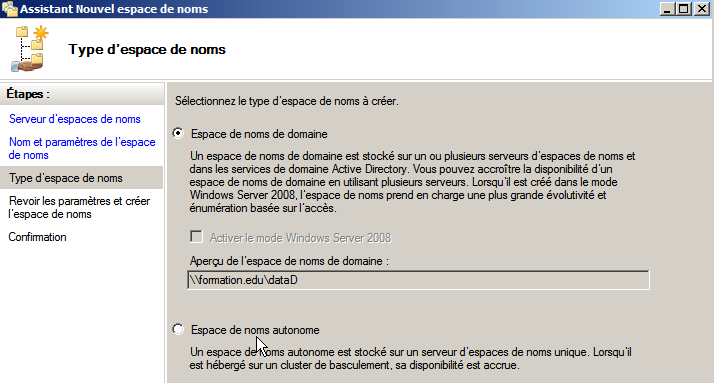 Assistant Nouvel espace de noms
Type d'espace de noms
Étapes :
Serveur d'espaces de noms
Nom et paramètres de l'espace
de noms
Type d'espace de noms
Revoir les paramètres et créer
l'espace de noms
Confirmation
Sélectionnez le type d'espace de noms à créer.
Espace de noms de domaine
Un espace de noms de domaine est stocké sur un ou plusieurs serveurs d'espaces de noms et
dans les services de domaine Active Directory. Vous pouvez accroître la disponibilité d'un
espace de noms de domaine en utilisant plusieurs serveurs. Lorsqu'il est créé dans le mode
Windows Server 2008, l'espace de noms prend en charge une plus grande évolutivité et
énumération basée sur l'accès.
Activer le mode Windows Server 2008
Aperçu de l'espace de noms de domaine :
\\formation.edu\dataD
Espace de noms autonome
Un espace de noms autonome est stocké sur un serveur d'espaces de noms unique. Lorsqu'il
est hébergé sur un cluster de basculement, sa disponibilité est accrue.